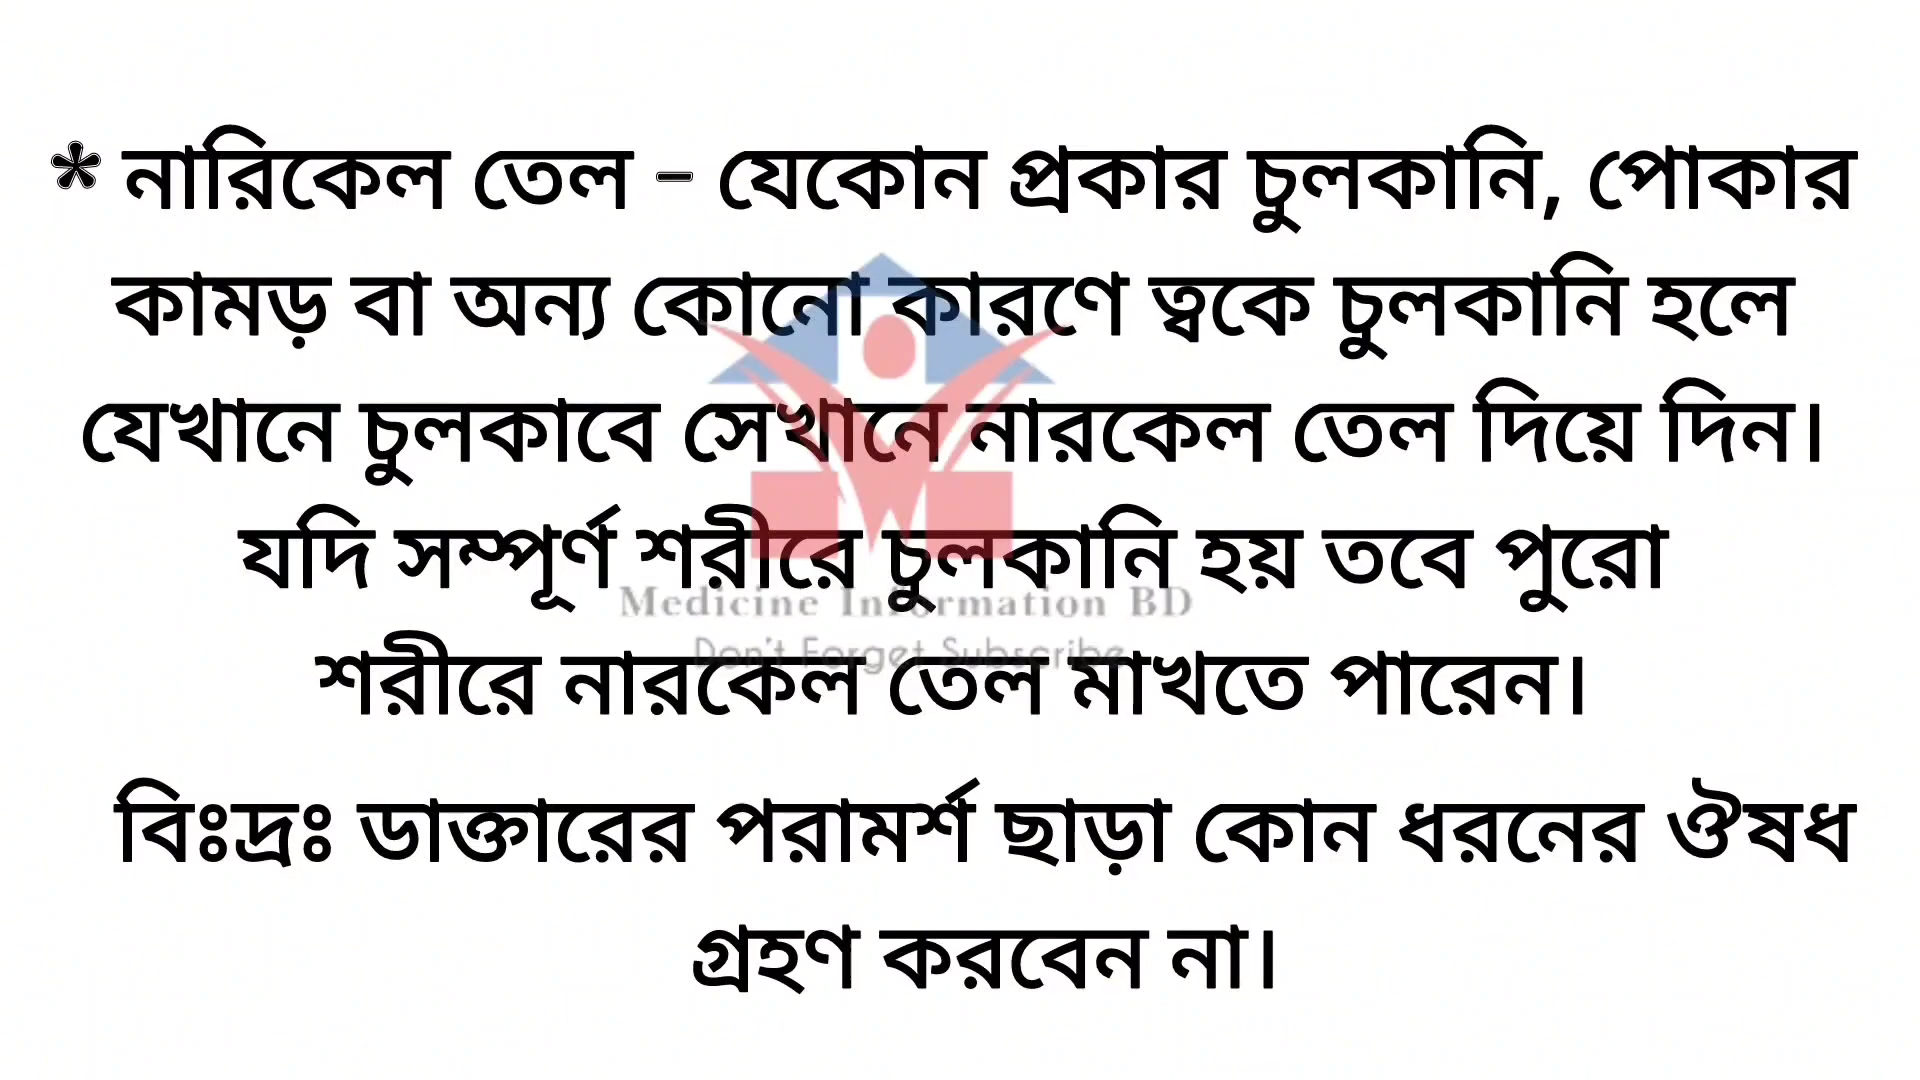 * নারিকেল তেল – যেকোন প্রকার চুলকানি, পোকার
কামড় বা অন্য কোনো কারণে ত্বকে চুলকানি হলে
যেখানে চুলকাবে সেখানে নারকেল তেল দিয়ে দিন।
যদি সম্পূর্ণ শরীরে চুলকানি হয় তবে পুরো
Medicine Information BD
Don't Forget Subscribe
শরীরে নারকেল তেল মাখতে পারেন।
বিঃদ্রঃ ডাক্তারের পরামর্শ ছাড়া কোন ধরনের ঔষধ
গ্রহণ করবেন না।